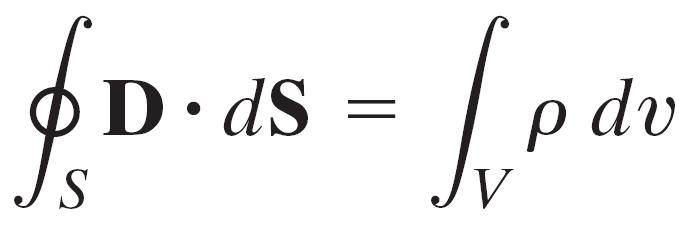 ∮_S D · dS = ∫_V ρ dv